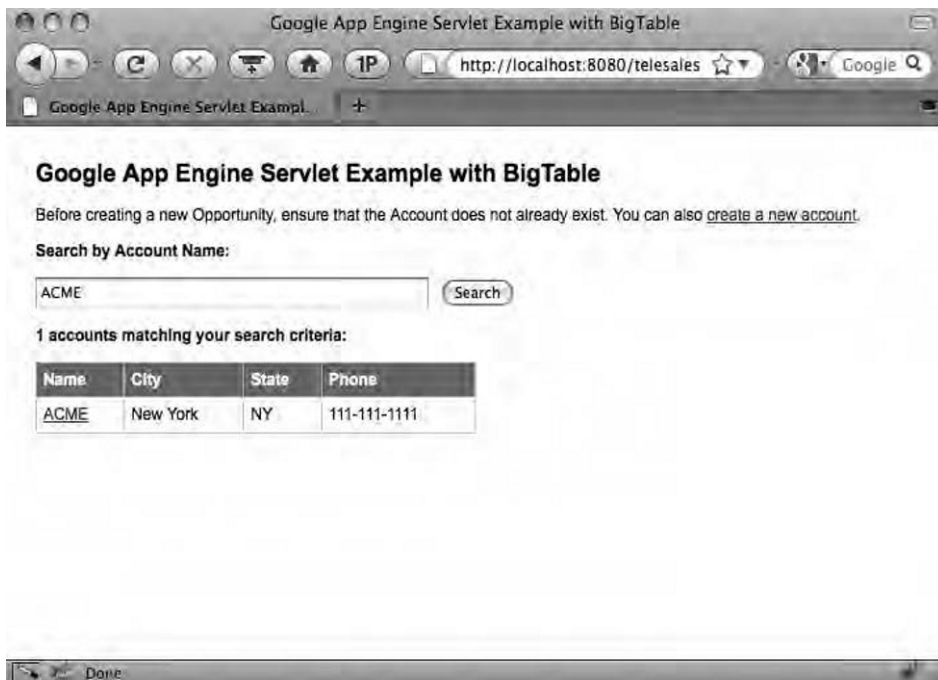 Google App Engine Servlet Example with BigTable
1P
http://localhost:8080/telesales
Google
Google App Engine Servlet Exampl...
Google App Engine Servlet Example with BigTable
Before creating a new Opportunity, ensure that the Account does not already exist. You can also create a new account.
Search by Account Name:
ACME Search
1 accounts matching your search criteria:
Name City State Phone
ACME New York NY 111-111-1111
Done